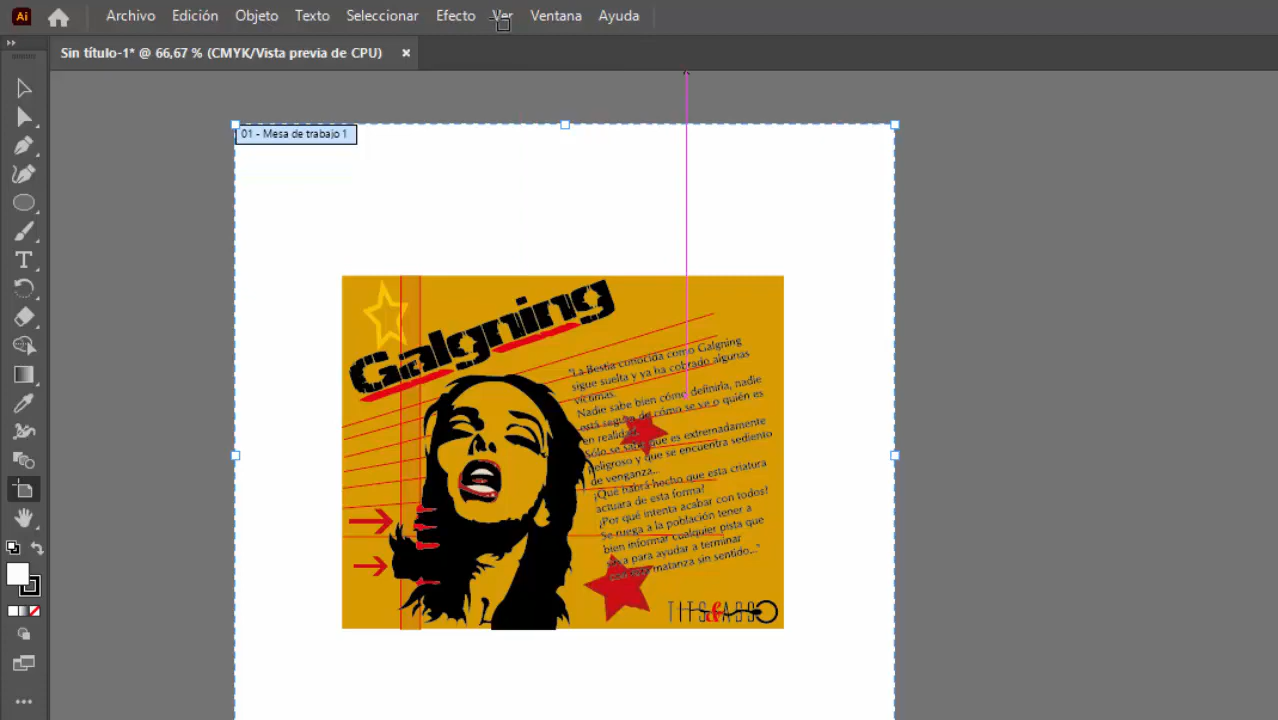 Ai Archivo Edición Objeto Texto Seleccionar Efecto Ver Ventana Ayuda
Sin título-1* @ 66,67 % (CMYK/Vista previa de CPU) ×
01 - Mesa de trabajo 1
Galgning
"La Bestia conocida como Galgning
sigue suelta y ya ha cobrado algunas
víctimas.
Nadie sabe bien cómo definirla, nadie
está seguro de cómo se ve o quién es
en realidad.
Sólo se sabe que es extremadamente
peligroso y que se encuentra sediento
de venganza...
¿Qué habrá hecho que esta criatura
actuara de esta forma?
¿Por qué intenta acabar con todos?
Se ruega a la población tener a
bien informar cualquier pista que
para ayudar a terminar
matanza sin sentido..."
TITS&ASS